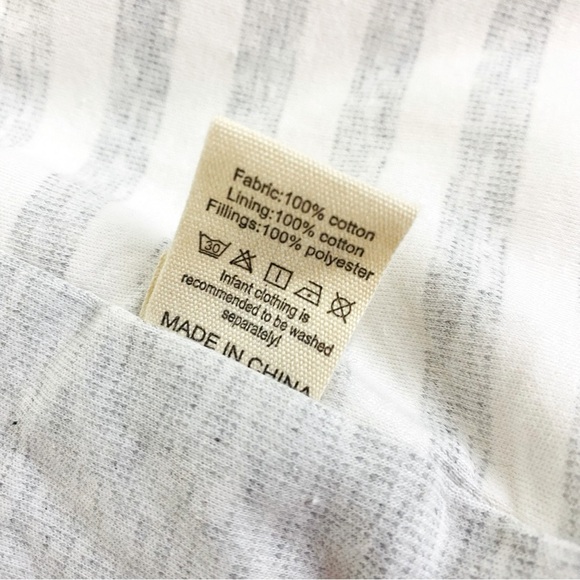 Fabric:100% cotton
Lining:100% cotton
Fillings:100% polyester
30
Infant clothing is
recommended to be washed
separately!
MADE IN CHINA